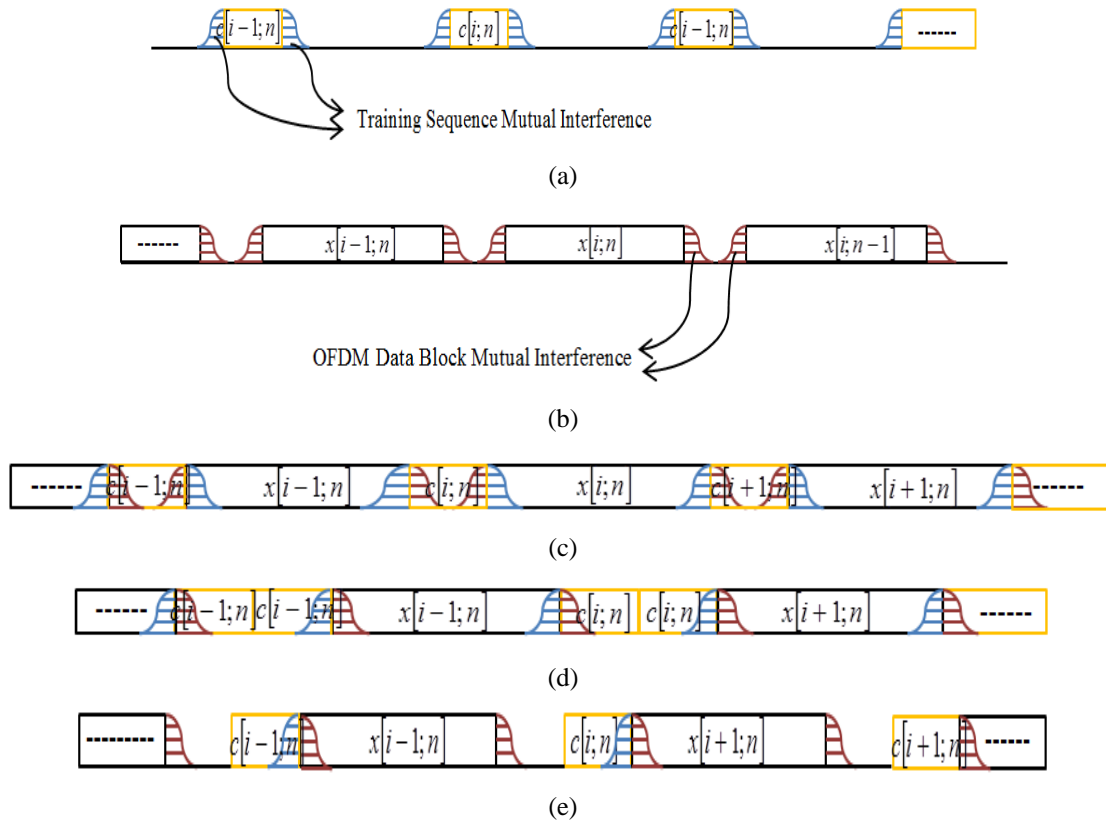 c[i−1;n] c[i;n] c[i−1;n] ------
Training Sequence Mutual Interference
(a)
------ x[i−1;n] x[i;n] x[i;n−1]
OFDM Data Block Mutual Interference
(b)
------ c[i−1;n] x[i−1;n] c[i;n] x[i;n] c[i+1;n] x[i+1;n] ------
(c)
------ c[i−1;n] c[i−1;n] x[i−1;n] c[i;n] c[i;n] x[i+1;n] ------
(d)
--------- c[i−1;n] x[i−1;n] c[i;n] x[i+1;n] c[i+1;n] ------
(e)